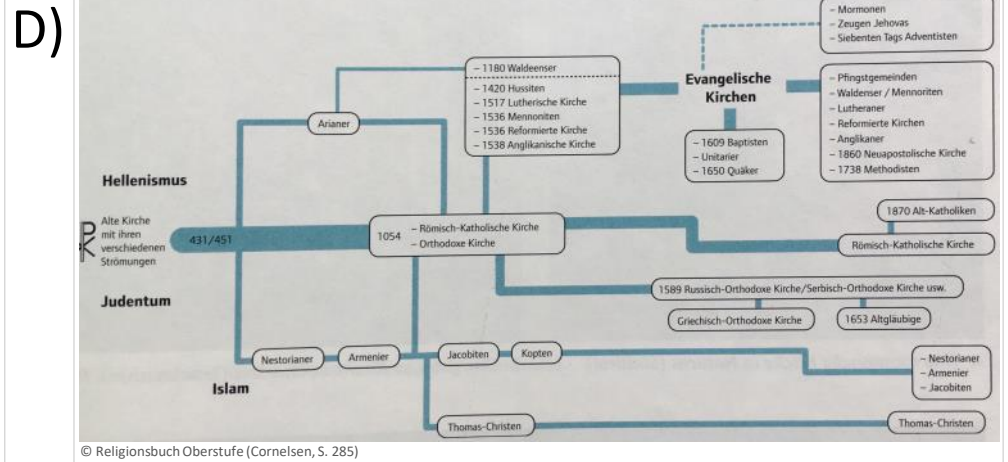 D)
– Mormonen
– Zeugen Jehovas
– Siebenten Tags Adventisten
– 1180 Waldeenser
– 1420 Hussiten
– 1517 Lutherische Kirche
– 1536 Mennoniten
– 1536 Reformierte Kirche
– 1538 Anglikanische Kirche
Evangelische
Kirchen
– Pfingstgemeinden
– Waldenser / Mennoriten
– Lutheraner
– Reformierte Kirchen
– Anglikaner
– 1860 Neuapostolische Kirche
– 1738 Methodisten
– 1609 Baptisten
– Unitarier
– 1650 Quäker
Arianer
Hellenismus
Alte Kirche
mit ihren
verschiedenen
Strömungen
431/451
1054
– Römisch-Katholische Kirche
– Orthodoxe Kirche
1870 Alt-Katholiken
Römisch-Katholische Kirche
Judentum
1589 Russisch-Orthodoxe Kirche/Serbisch-Orthodoxe Kirche usw.
Griechisch-Orthodoxe Kirche
1653 Altgläubige
Nestorianer
Armenier
Jacobiten
Kopten
– Nestorianer
– Armenier
– Jacobiten
Islam
Thomas-Christen
Thomas-Christen
© Religionsbuch Oberstufe (Cornelsen, S. 285)